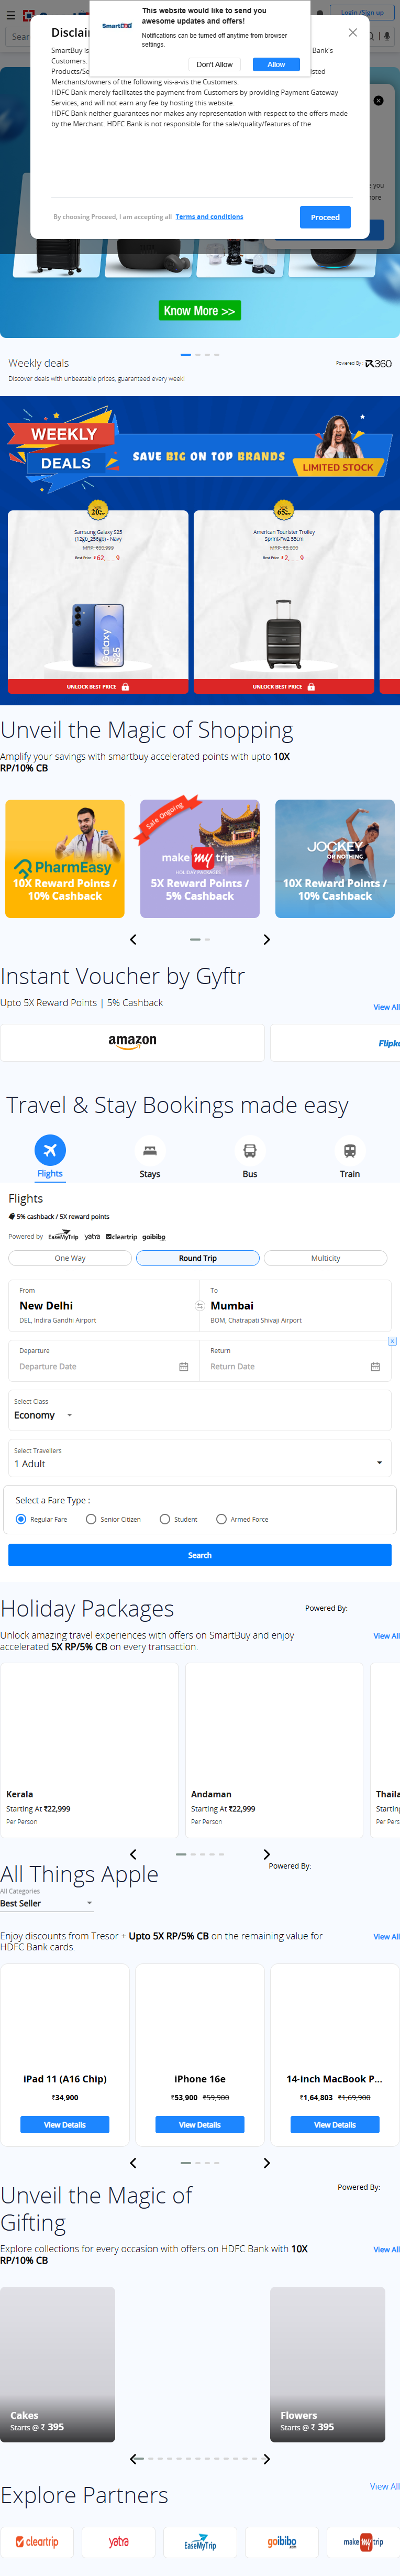 This website would like to send you
awesome updates and offers!
Notifications can be turned off anytime from browser
settings.
Don't Allow
Allow
Login /Sign up
SmartBuy is
Bank's
Customers.
Merchants/owners of the following vis-a-vis the Customers.
HDFC Bank merely facilitates the payment from Customers by providing Payment Gateway
Services, and will not earn any fee by hosting this website.
HDFC Bank neither guarantees nor makes any representation with respect to the offers made
by the Merchant. HDFC Bank is not responsible for the sale/quality/features of the
By choosing Proceed, I am accepting all Terms and conditions
Proceed
Know More >>
Weekly deals
Powered By :
360
Discover deals with unbeatable prices, guaranteed every week!
WEEKLY
DEALS
SAVE BIG ON TOP BRANDS
LIMITED STOCK
20%
65%
Samsung Galaxy S25
(12gb_256gb) - Navy
Best Price ₹62,_ _ 9
American Tourister Trolley
Sprint-Fw2 55cm
Best Price ₹2,_ _ 9
Galaxy
S25
UNLOCK BEST PRICE
UNLOCK BEST PRICE
Unveil the Magic of Shopping
Amplify your savings with smartbuy accelerated points with upto 10X
RP/10% CB
PharmEasy
10X Reward Points /
10% Cashback
Sale Ongoing
make my trip
HOLIDAY PACKAGES
5X Reward Points /
5% Cashback
JOCKEY
OR NOTHING
10X Reward Points /
10% Cashback
Instant Voucher by Gyftr
Upto 5X Reward Points | 5% Cashback
View All
amazon
Travel & Stay Bookings made easy
Flights
Stays
Bus
Train
Flights
5% cashback / 5X reward points
Powered by EaseMyTrip yatra cleartrip goibibo
One Way
Round Trip
Multicity
From
New Delhi
DEL, Indira Gandhi Airport
To
Mumbai
BOM, Chatrapati Shivaji Airport
Departure
Departure Date
Return
Return Date
x
Select Class
Economy
Select Travellers
1 Adult
Select a Fare Type :
Regular Fare
Senior Citizen
Student
Armed Force
Search
Holiday Packages
Powered By:
Unlock amazing travel experiences with offers on SmartBuy and enjoy
accelerated 5X RP/5% CB on every transaction.
View All
Kerala
Starting At ₹22,999
Per Person
Andaman
Starting At ₹22,999
Per Person
All Things Apple
Powered By:
All Categories
Best Seller
Enjoy discounts from Tresor + Upto 5X RP/5% CB on the remaining value for
HDFC Bank cards.
View All
iPad 11 (A16 Chip)
₹34,900
View Details
iPhone 16e
₹53,900 ₹59,900
View Details
14-inch MacBook P...
₹1,64,803 ₹1,69,900
View Details
Unveil the Magic of
Gifting
Powered By:
Explore collections for every occasion with offers on HDFC Bank with 10X
RP/10% CB
View All
Cakes
Starts @ ₹ 395
Flowers
Starts @ ₹ 395
Explore Partners
View All
cleartrip
yatra
EaseMyTrip
goibibo
make my trip